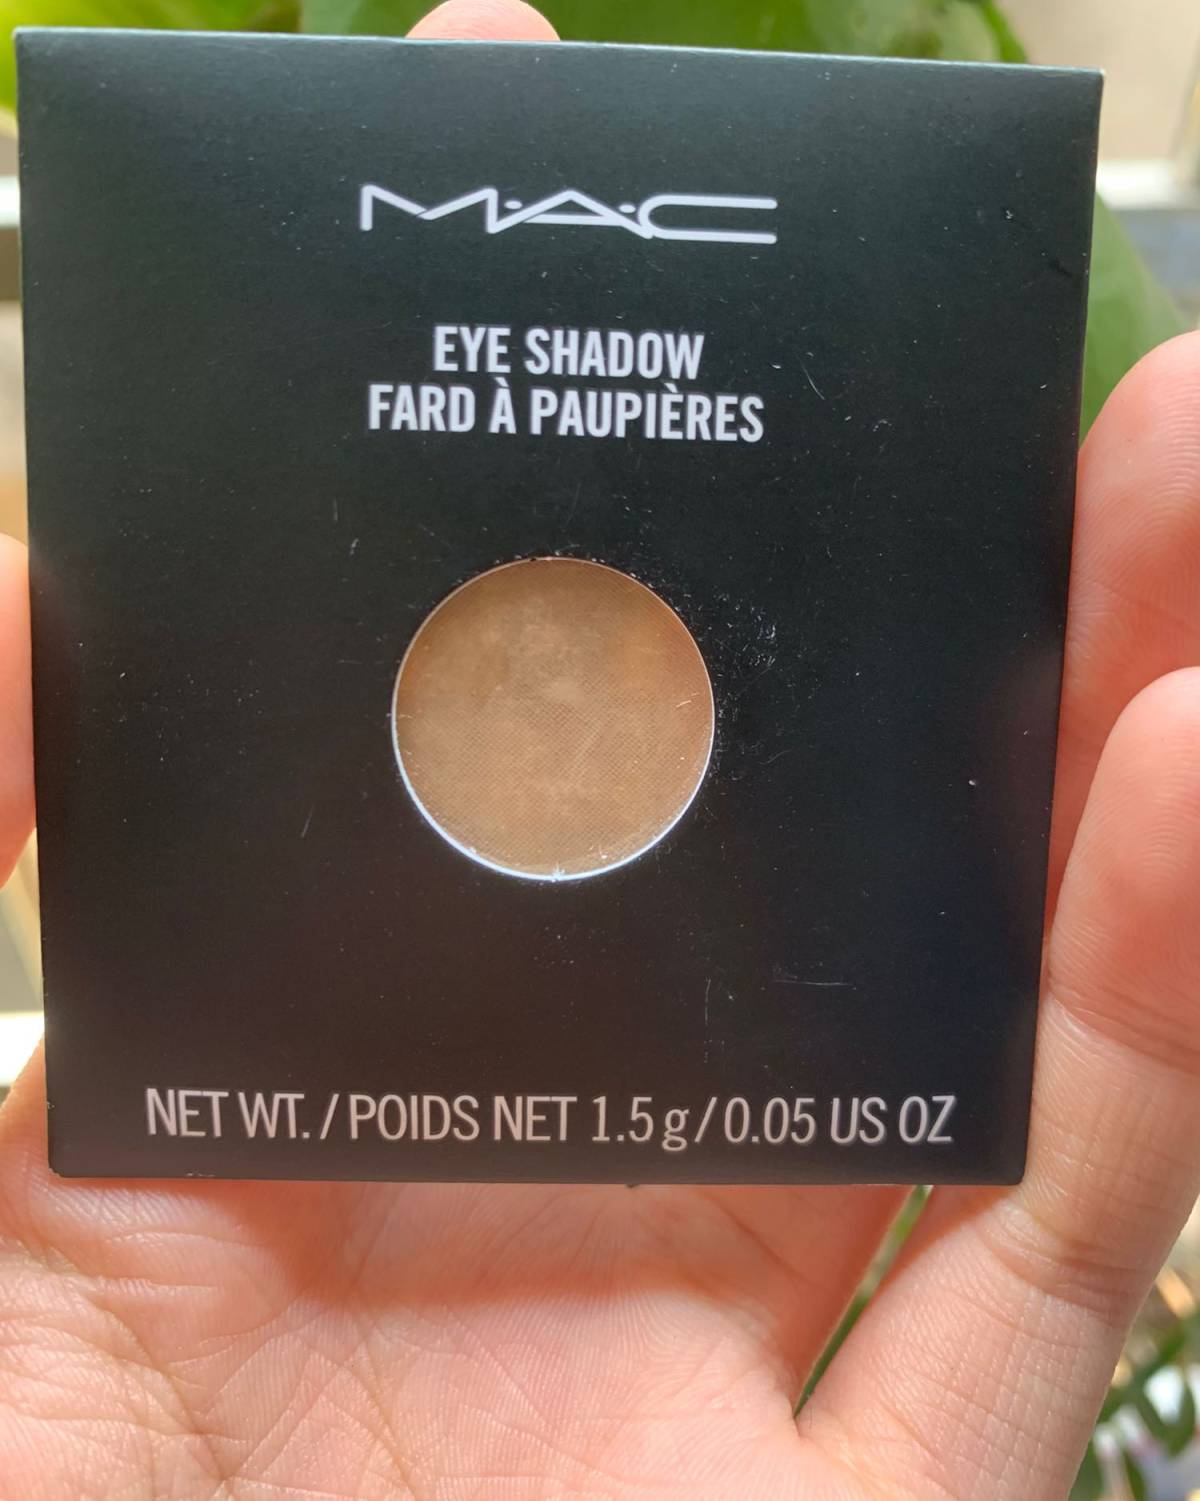 M·A·C
EYE SHADOW
FARD À PAUPIÈRES
NET WT. / POIDS NET 1.5 g / 0.05 US OZ